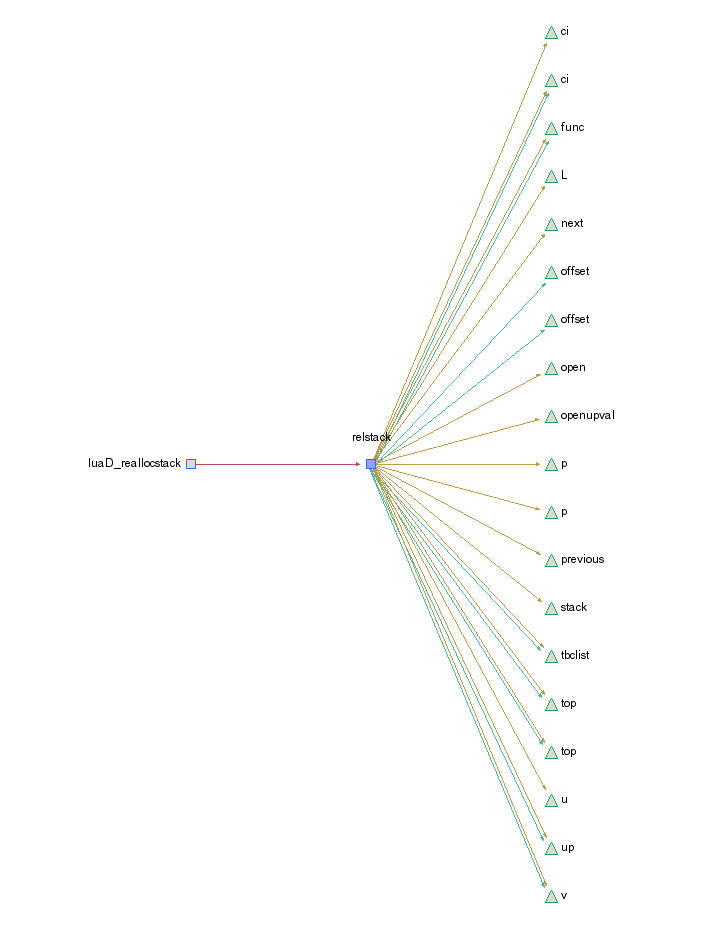 ci
ci
func
L
next
offset
offset
open
openupval
relstack
luaD_reallocstack
p
p
previous
stack
tbclist
top
top
u
up
v